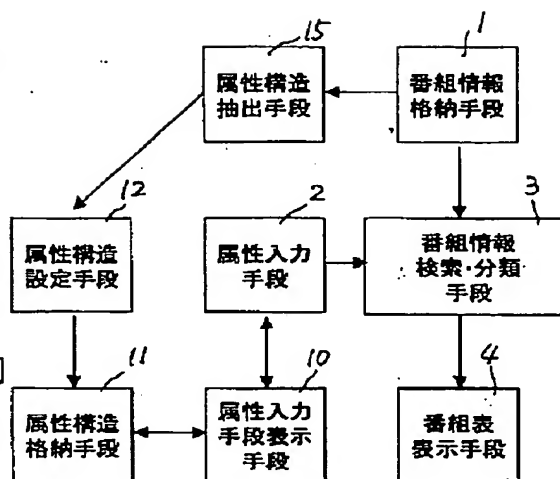 15
1
属性構造
抽出手段
番組情報
格納手段
12
2
3
属性構造
設定手段
属性入力
手段
番組情報
検索・分類
手段
11
10
4
属性構造
格納手段
属性入力
手段表示
手段
番組表
表示手段